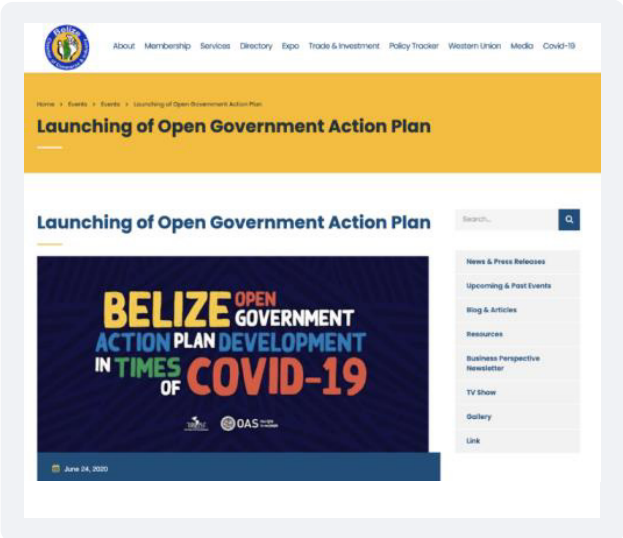 Belize
About Membership Services Directory Expo Trade & Investment Policy Tracker Western Union Media Covid-19
Home > Events > Events > Launching of Open Government Action Plan
Launching of Open Government Action Plan
Launching of Open Government Action Plan
Search...
BELIZE OPEN GOVERNMENT
ACTION PLAN DEVELOPMENT
IN TIMES
OF COVID-19
OAS
June 24, 2020
News & Press Releases
Upcoming & Past Events
Blog & Articles
Resources
Business Perspective
Newsletter
TV Show
Gallery
Link